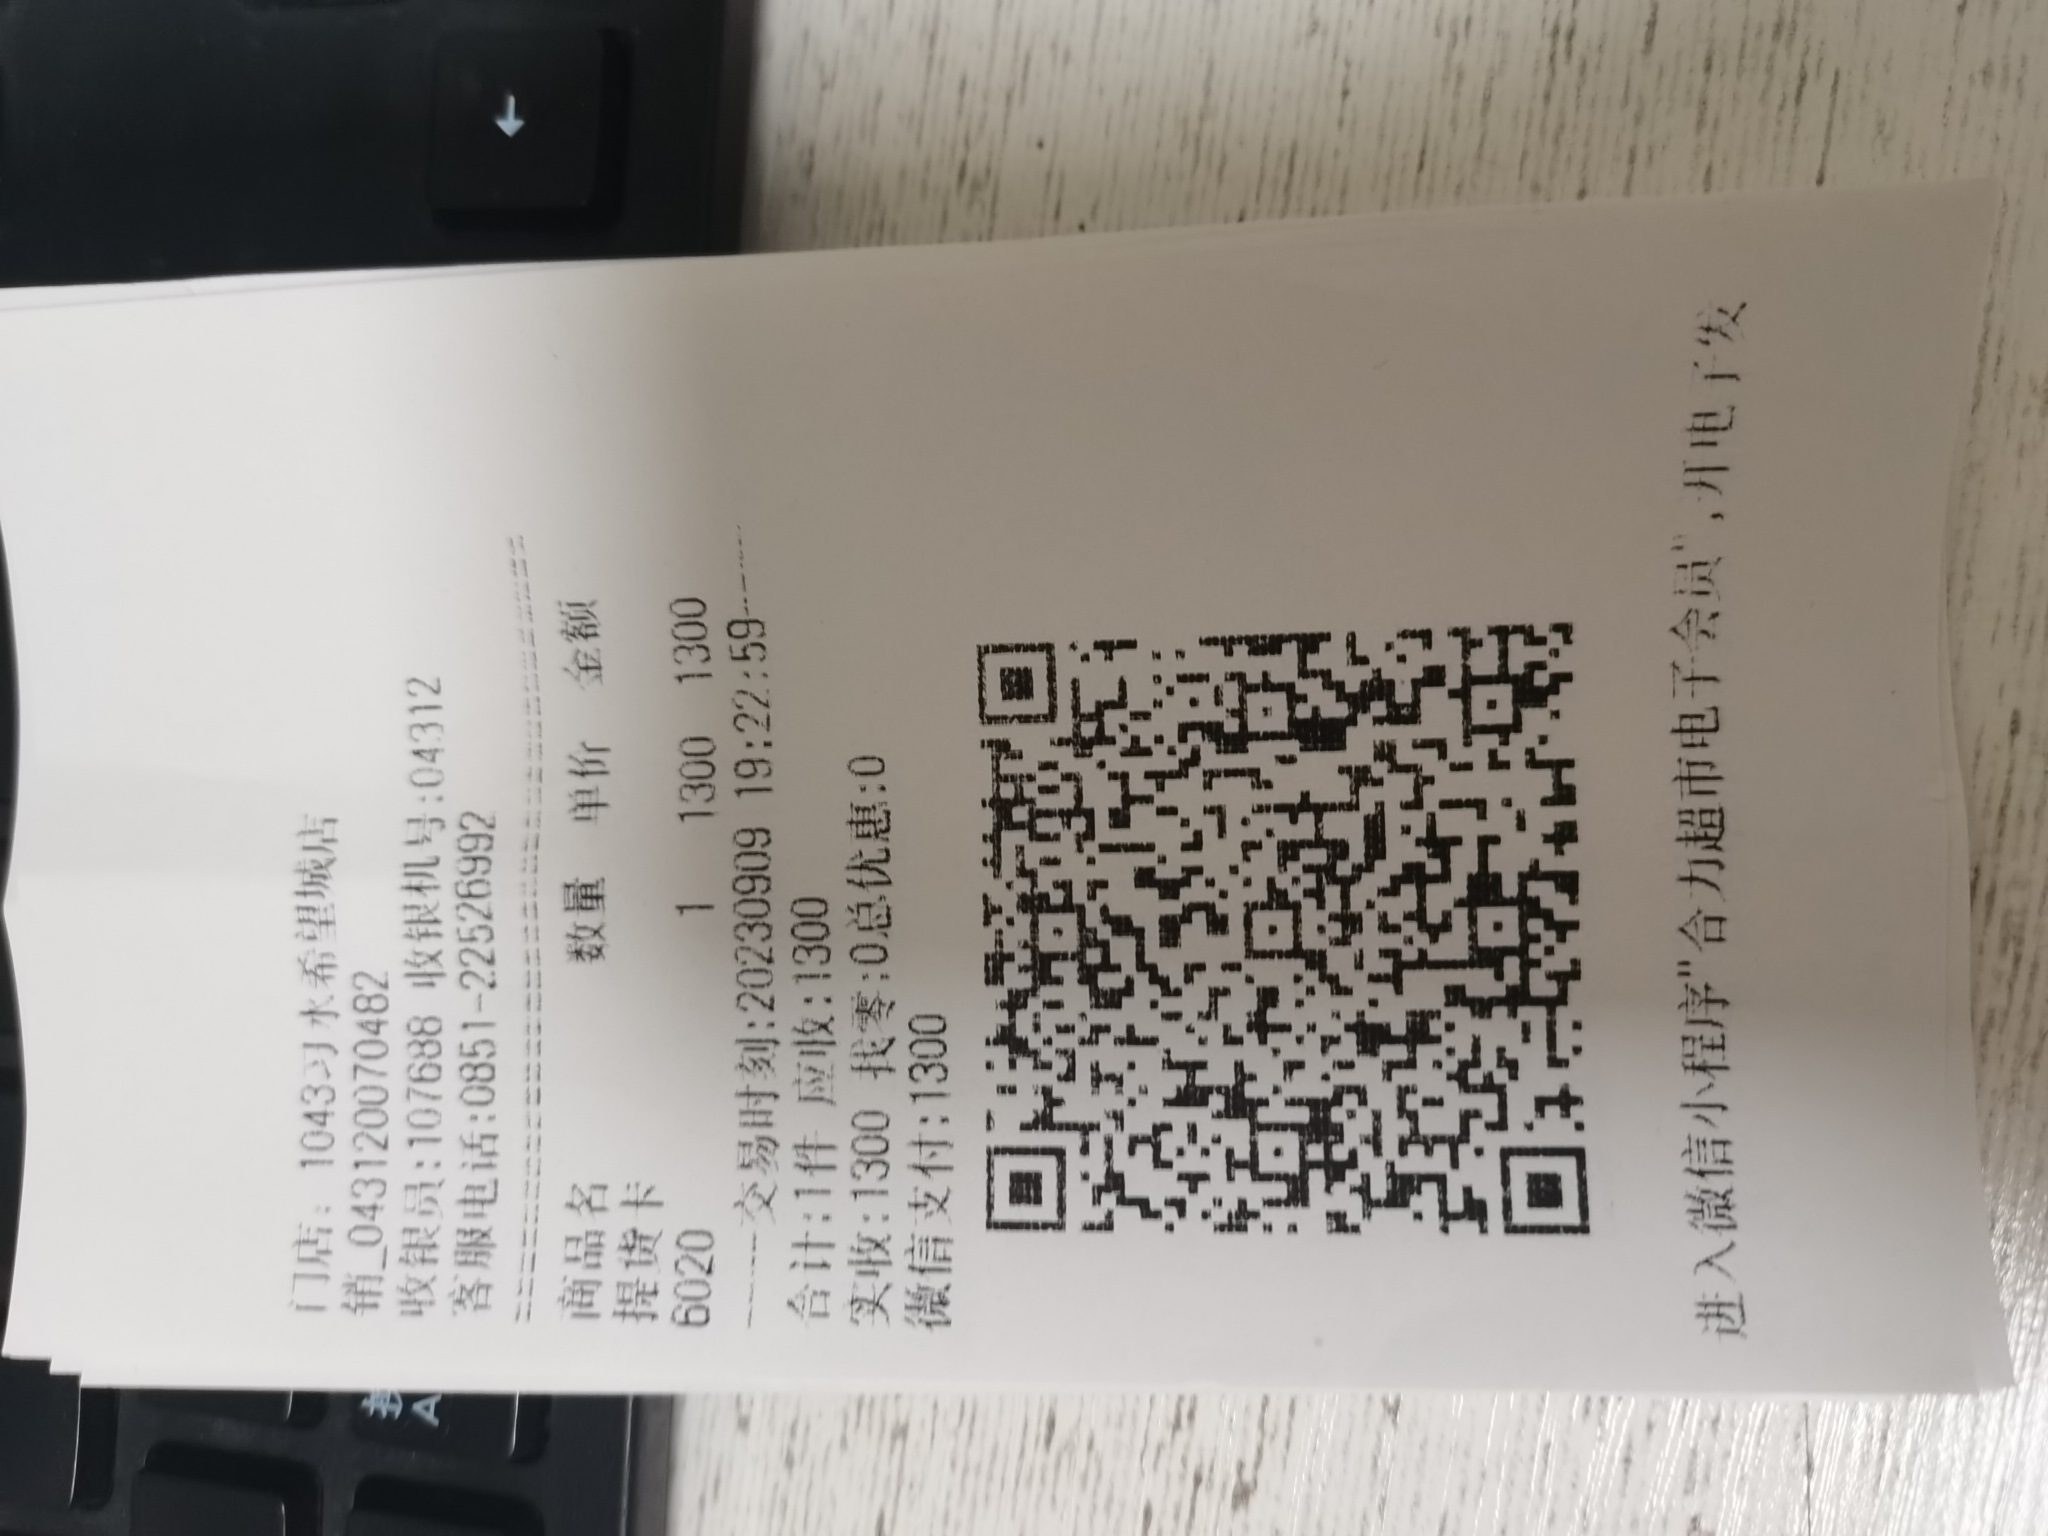 门店: 1043习水希望城店
销_043120070482
收银员:107688 收银机号:04312
客服电话:0851-22526992
商品名 数量 单价 金额
提货卡
6020 1 1300 1300
-----交易时刻:20230909 19:22:59-----
合计:1件 应收:1300
实收:1300 找零:0总优惠:0
微信支付:1300
进入微信小程序"合力超市电子会员",开电子发
A